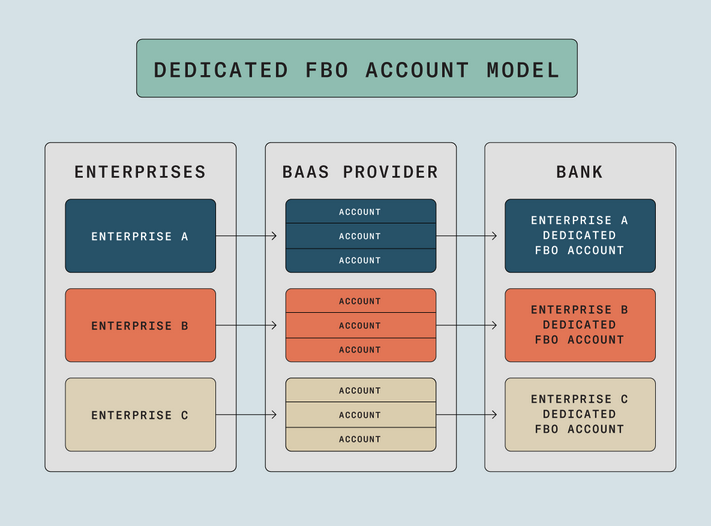 DEDICATED FBO ACCOUNT MODEL
ENTERPRISES
ENTERPRISE A
ENTERPRISE B
ENTERPRISE C
BAAS PROVIDER
ACCOUNT
ACCOUNT
ACCOUNT
ACCOUNT
ACCOUNT
ACCOUNT
ACCOUNT
ACCOUNT
ACCOUNT
BANK
ENTERPRISE A
DEDICATED
FBO ACCOUNT
ENTERPRISE B
DEDICATED
FBO ACCOUNT
ENTERPRISE C
DEDICATED
FBO ACCOUNT